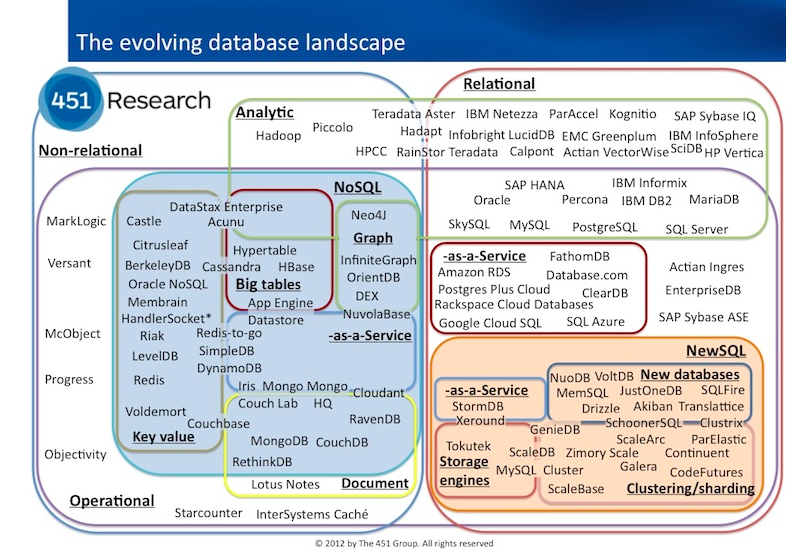 The evolving database landscape
451 Research
Relational
Analytic
Teradata Aster IBM Netezza ParAccel Kognitio SAP Sybase IQ
Hadoop Piccolo Hadapt Infobright LucidDB EMC Greenplum IBM InfoSphere
HPCC RainStor Teradata Calpont Actian VectorWise SciDB HP Vertica
Non-relational
NoSQL
SAP HANA IBM Informix
Oracle Percona IBM DB2 MariaDB
SkySQL MySQL PostgreSQL SQL Server
MarkLogic
Versant
McObject
Progress
Objectivity
DataStax Enterprise
Castle Acunu
Citrusleaf
BerkeleyDB Cassandra
Oracle NoSQL
Membrain
HandlerSocket*
Riak Redis-to-go
LevelDB SimpleDB
DynamoDB
Redis
Voldemort
Couchbase
Key value
Hypertable
HBase
Big tables
App Engine
Datastore
Neo4J
Graph
InfiniteGraph
OrientDB
DEX
NuvolaBase
-as-a-Service
Iris Mongo Mongo Cloudant
Couch Lab HQ
RavenDB
MongoDB CouchDB
RethinkDB
Lotus Notes Document
Operational
Starcounter InterSystems Caché
-as-a-Service FathomDB
Amazon RDS Database.com
Postgres Plus Cloud ClearDB
Rackspace Cloud Databases
Google Cloud SQL SQL Azure
Actian Ingres
EnterpriseDB
SAP Sybase ASE
NewSQL
-as-a-Service
StormDB
Xeround
NuoDB VoltDB New databases
MemSQL JustOneDB SQLFire
Drizzle Akiban Translattice
SchoonerSQL Clustrix
GenieDB
ScaleArc ParElastic
Tokutek ScaleDB Zimory Scale Continuent
Storage
engines
MySQL Cluster Galera CodeFutures
ScaleBase Clustering/sharding
© 2012 by The 451 Group. All rights reserved